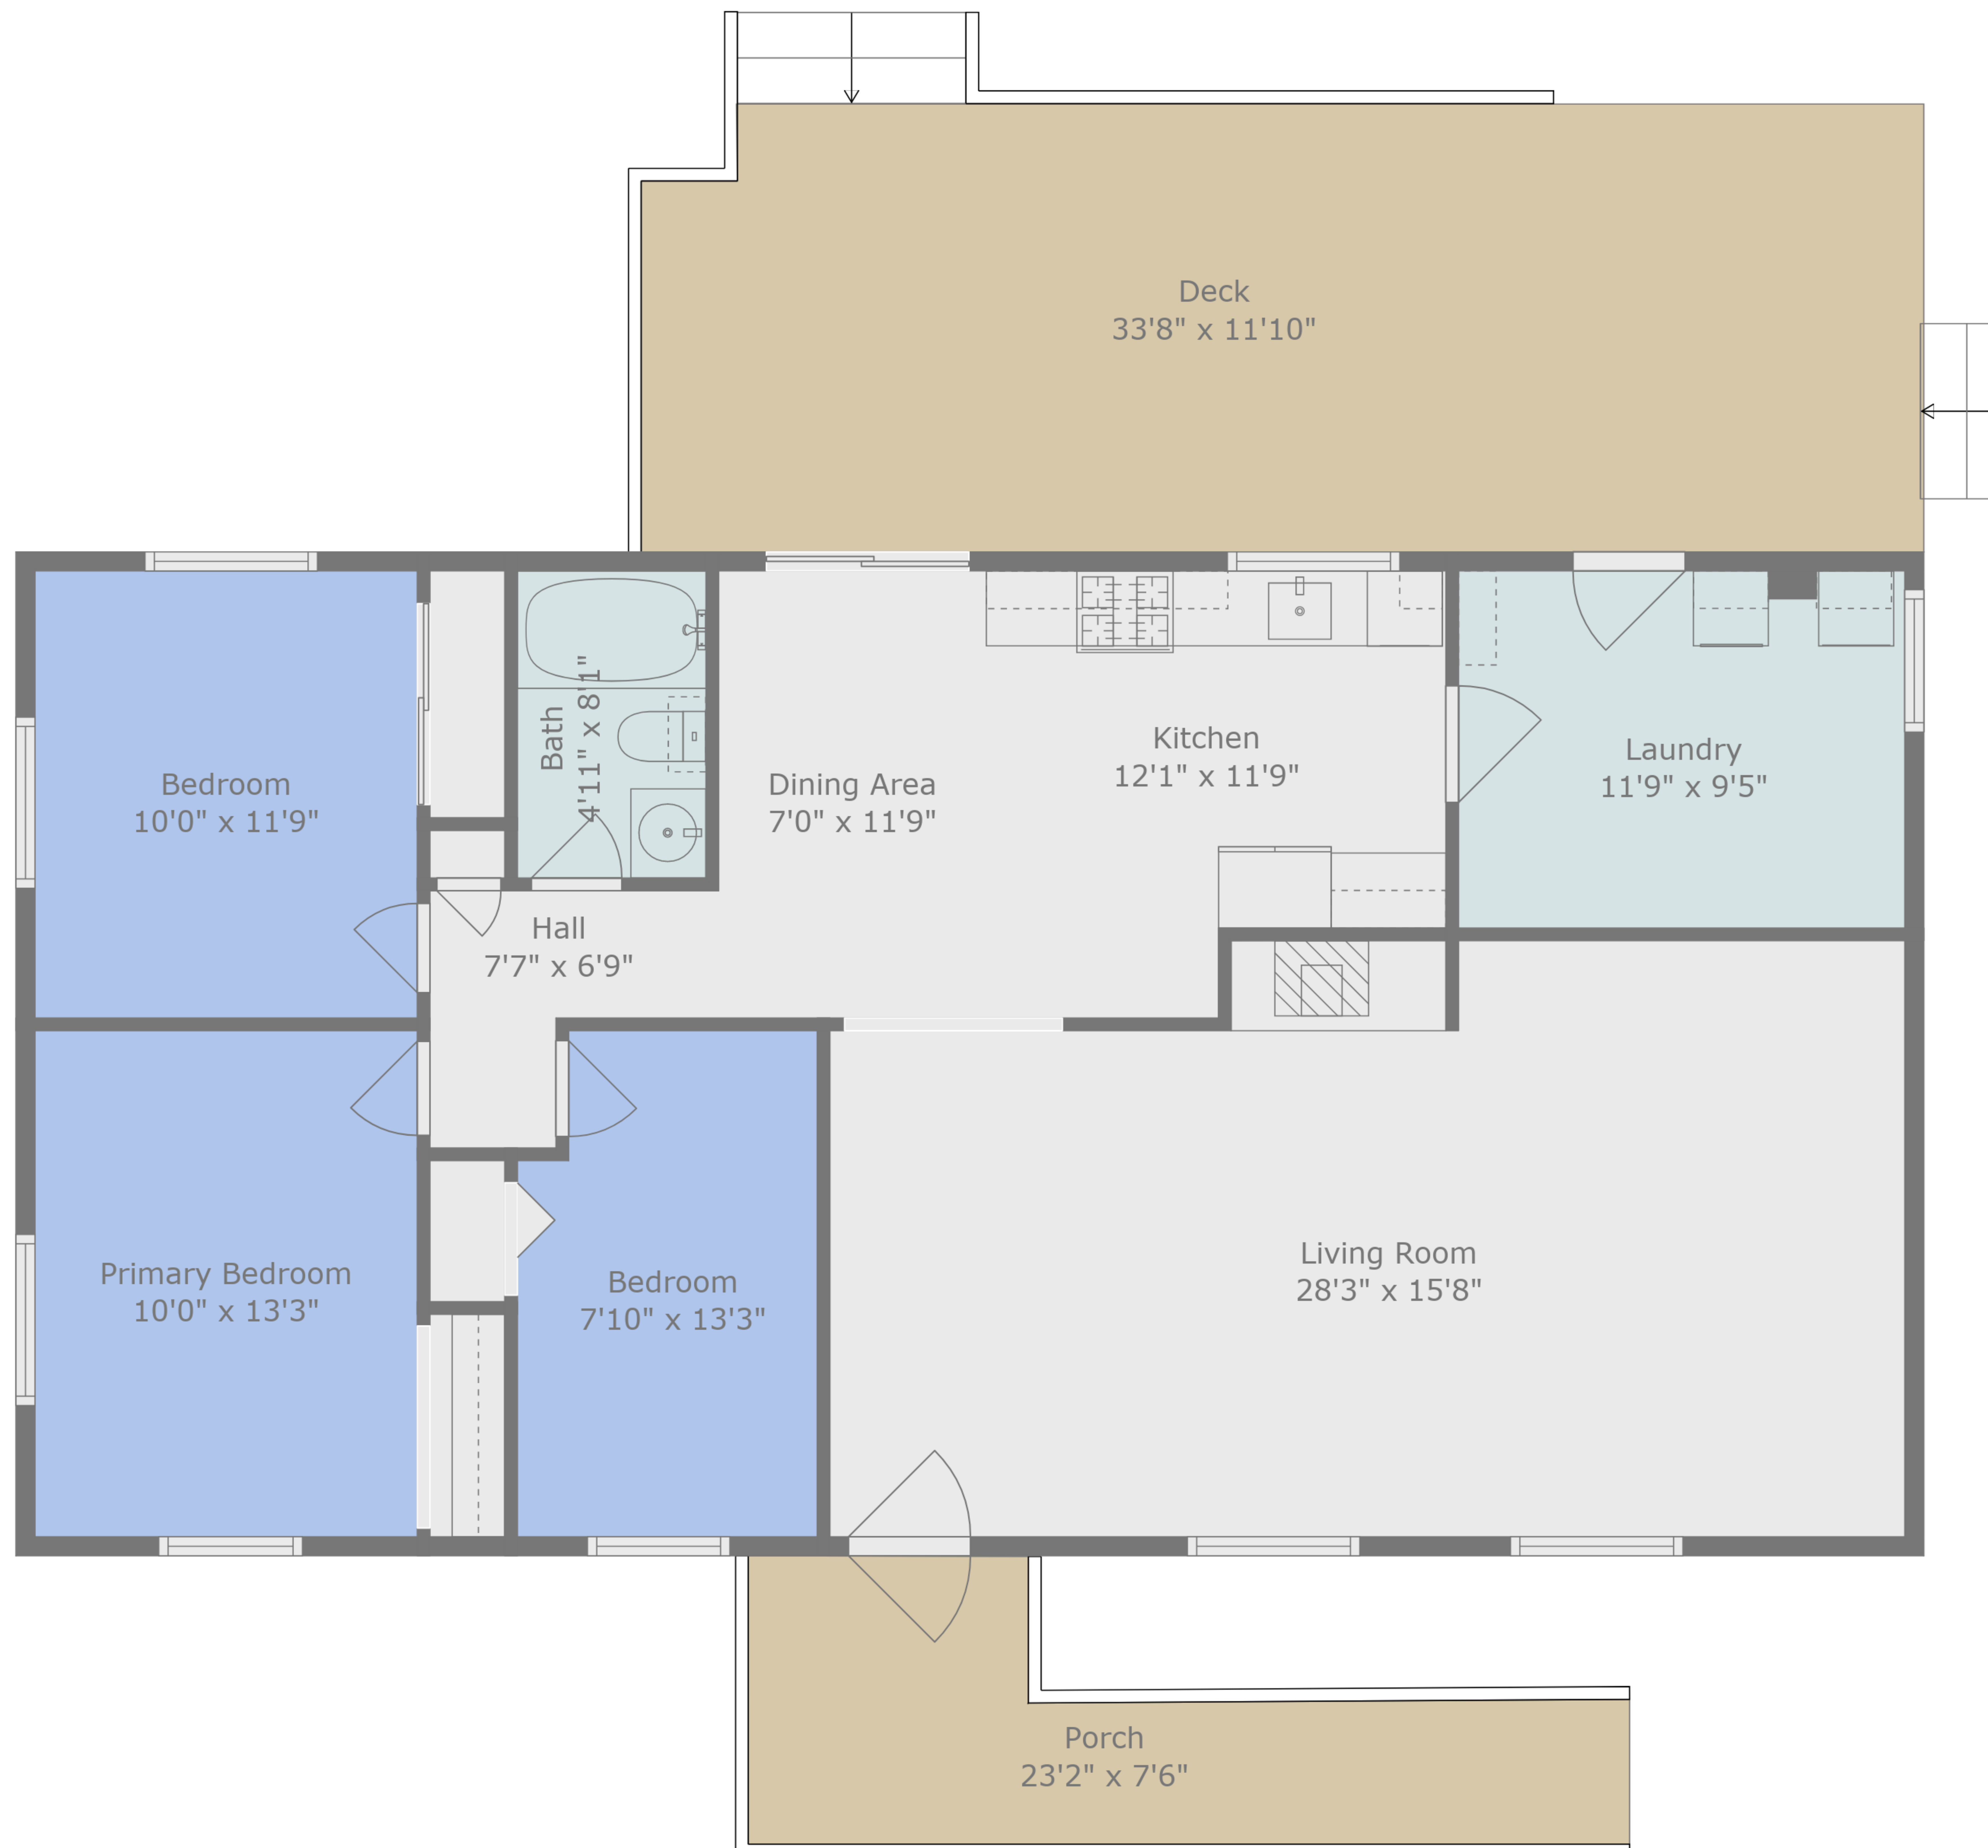 Deck
33'8" x 11'10"
Bedroom
10'0" x 11'9"
Bath
4'11" x 8'1"
Dining Area
7'0" x 11'9"
Kitchen
12'1" x 11'9"
Laundry
11'9" x 9'5"
Hall
7'7" x 6'9"
Primary Bedroom
10'0" x 13'3"
Bedroom
7'10" x 13'3"
Living Room
28'3" x 15'8"
Porch
23'2" x 7'6"